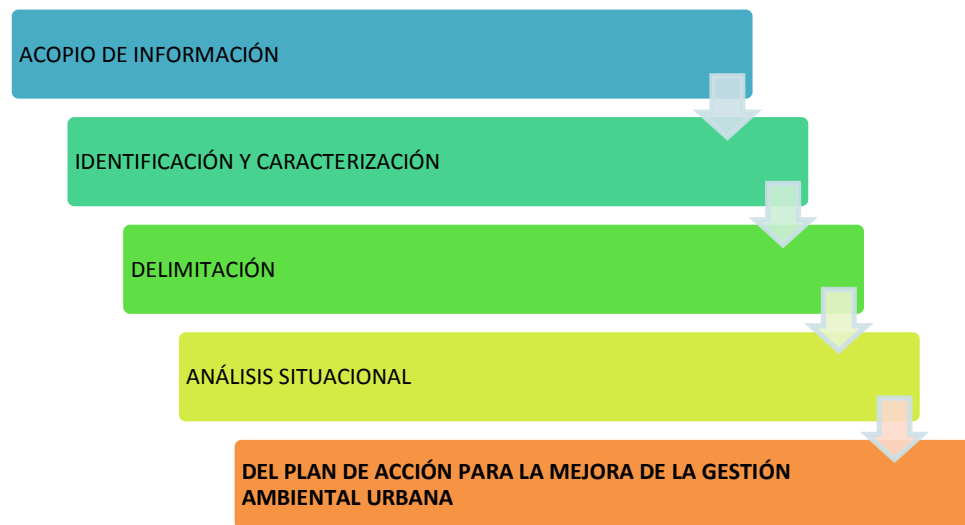 ACOPIO DE INFORMACIÓN
IDENTIFICACIÓN Y CARACTERIZACIÓN
DELIMITACIÓN
ANÁLISIS SITUACIONAL
DEL PLAN DE ACCIÓN PARA LA MEJORA DE LA GESTIÓN
AMBIENTAL URBANA